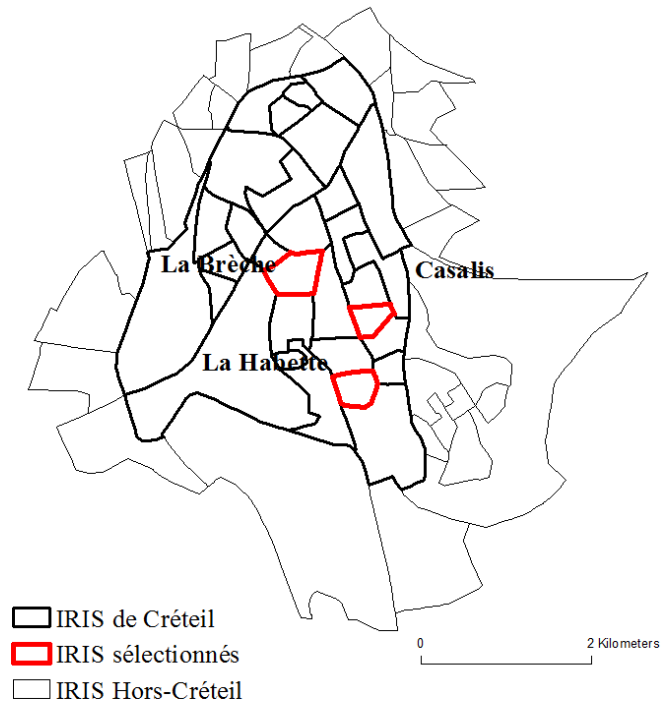 La Brèche
Casalis
La Habette
IRIS de Créteil
IRIS sélectionnés
IRIS Hors-Créteil
0 2 Kilometers